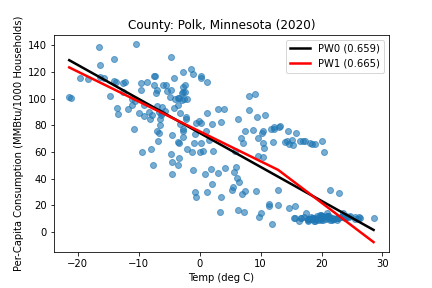 County: Polk, Minnesota (2020)
PW0 (0.659)
PW1 (0.665)
Per-Capita Consumption (MMBtu/1000 Households)
140
120
100
80
60
40
20
0
−20 −10 0 10 20
Temp (deg C)